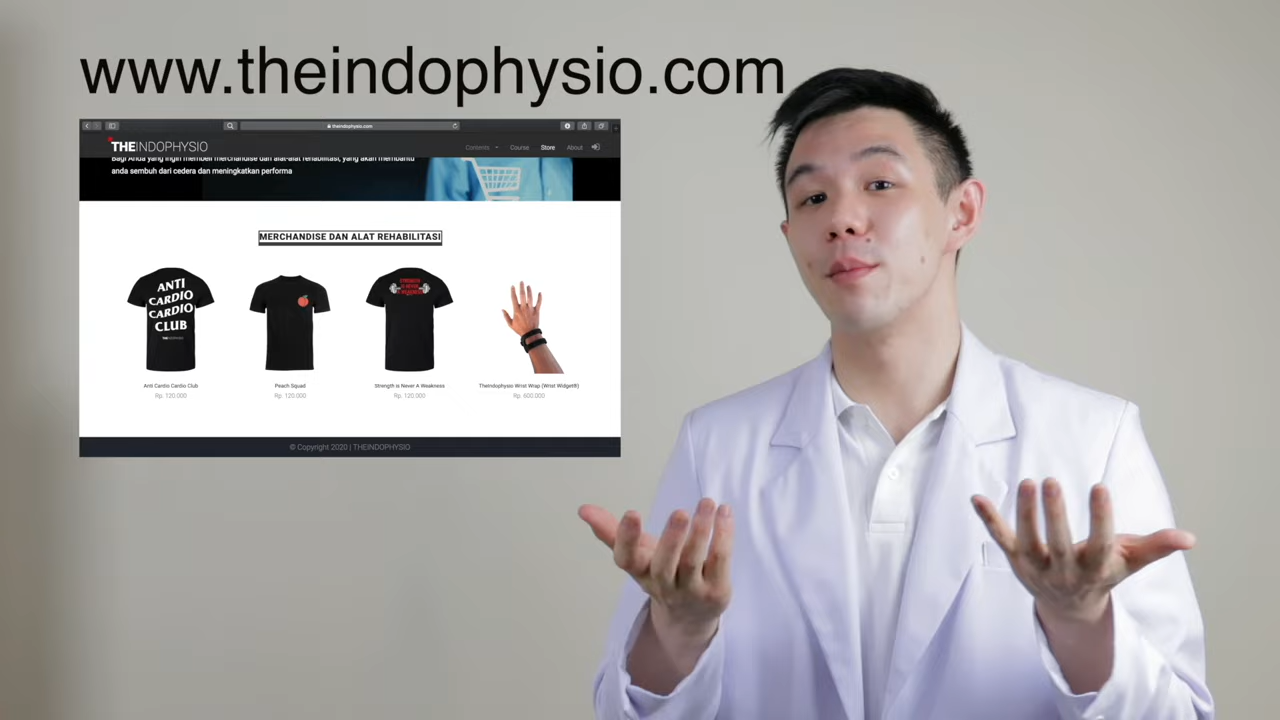 www.theindophysio.com
theindophysio.com
THEINDOPHYSIO
Contents Course Store About
Bagi Anda yang ingin membeli merchandise dan alat-alat rehabilitasi, yang akan membantu
anda sembuh dari cedera dan meningkatkan performa
MERCHANDISE DAN ALAT REHABILITASI
ANTI
CARDIO
CARDIO
CLUB
THEINDOPHYSIO
Anti Cardio Cardio Club
Peach Squad
Strength is Never A Weakness
TheIndophysio Wrist Wrap (Wrist Widget®)
Rp. 120.000
Rp. 120.000
Rp. 120.000
Rp. 600.000
© Copyright 2020 | THEINDOPHYSIO